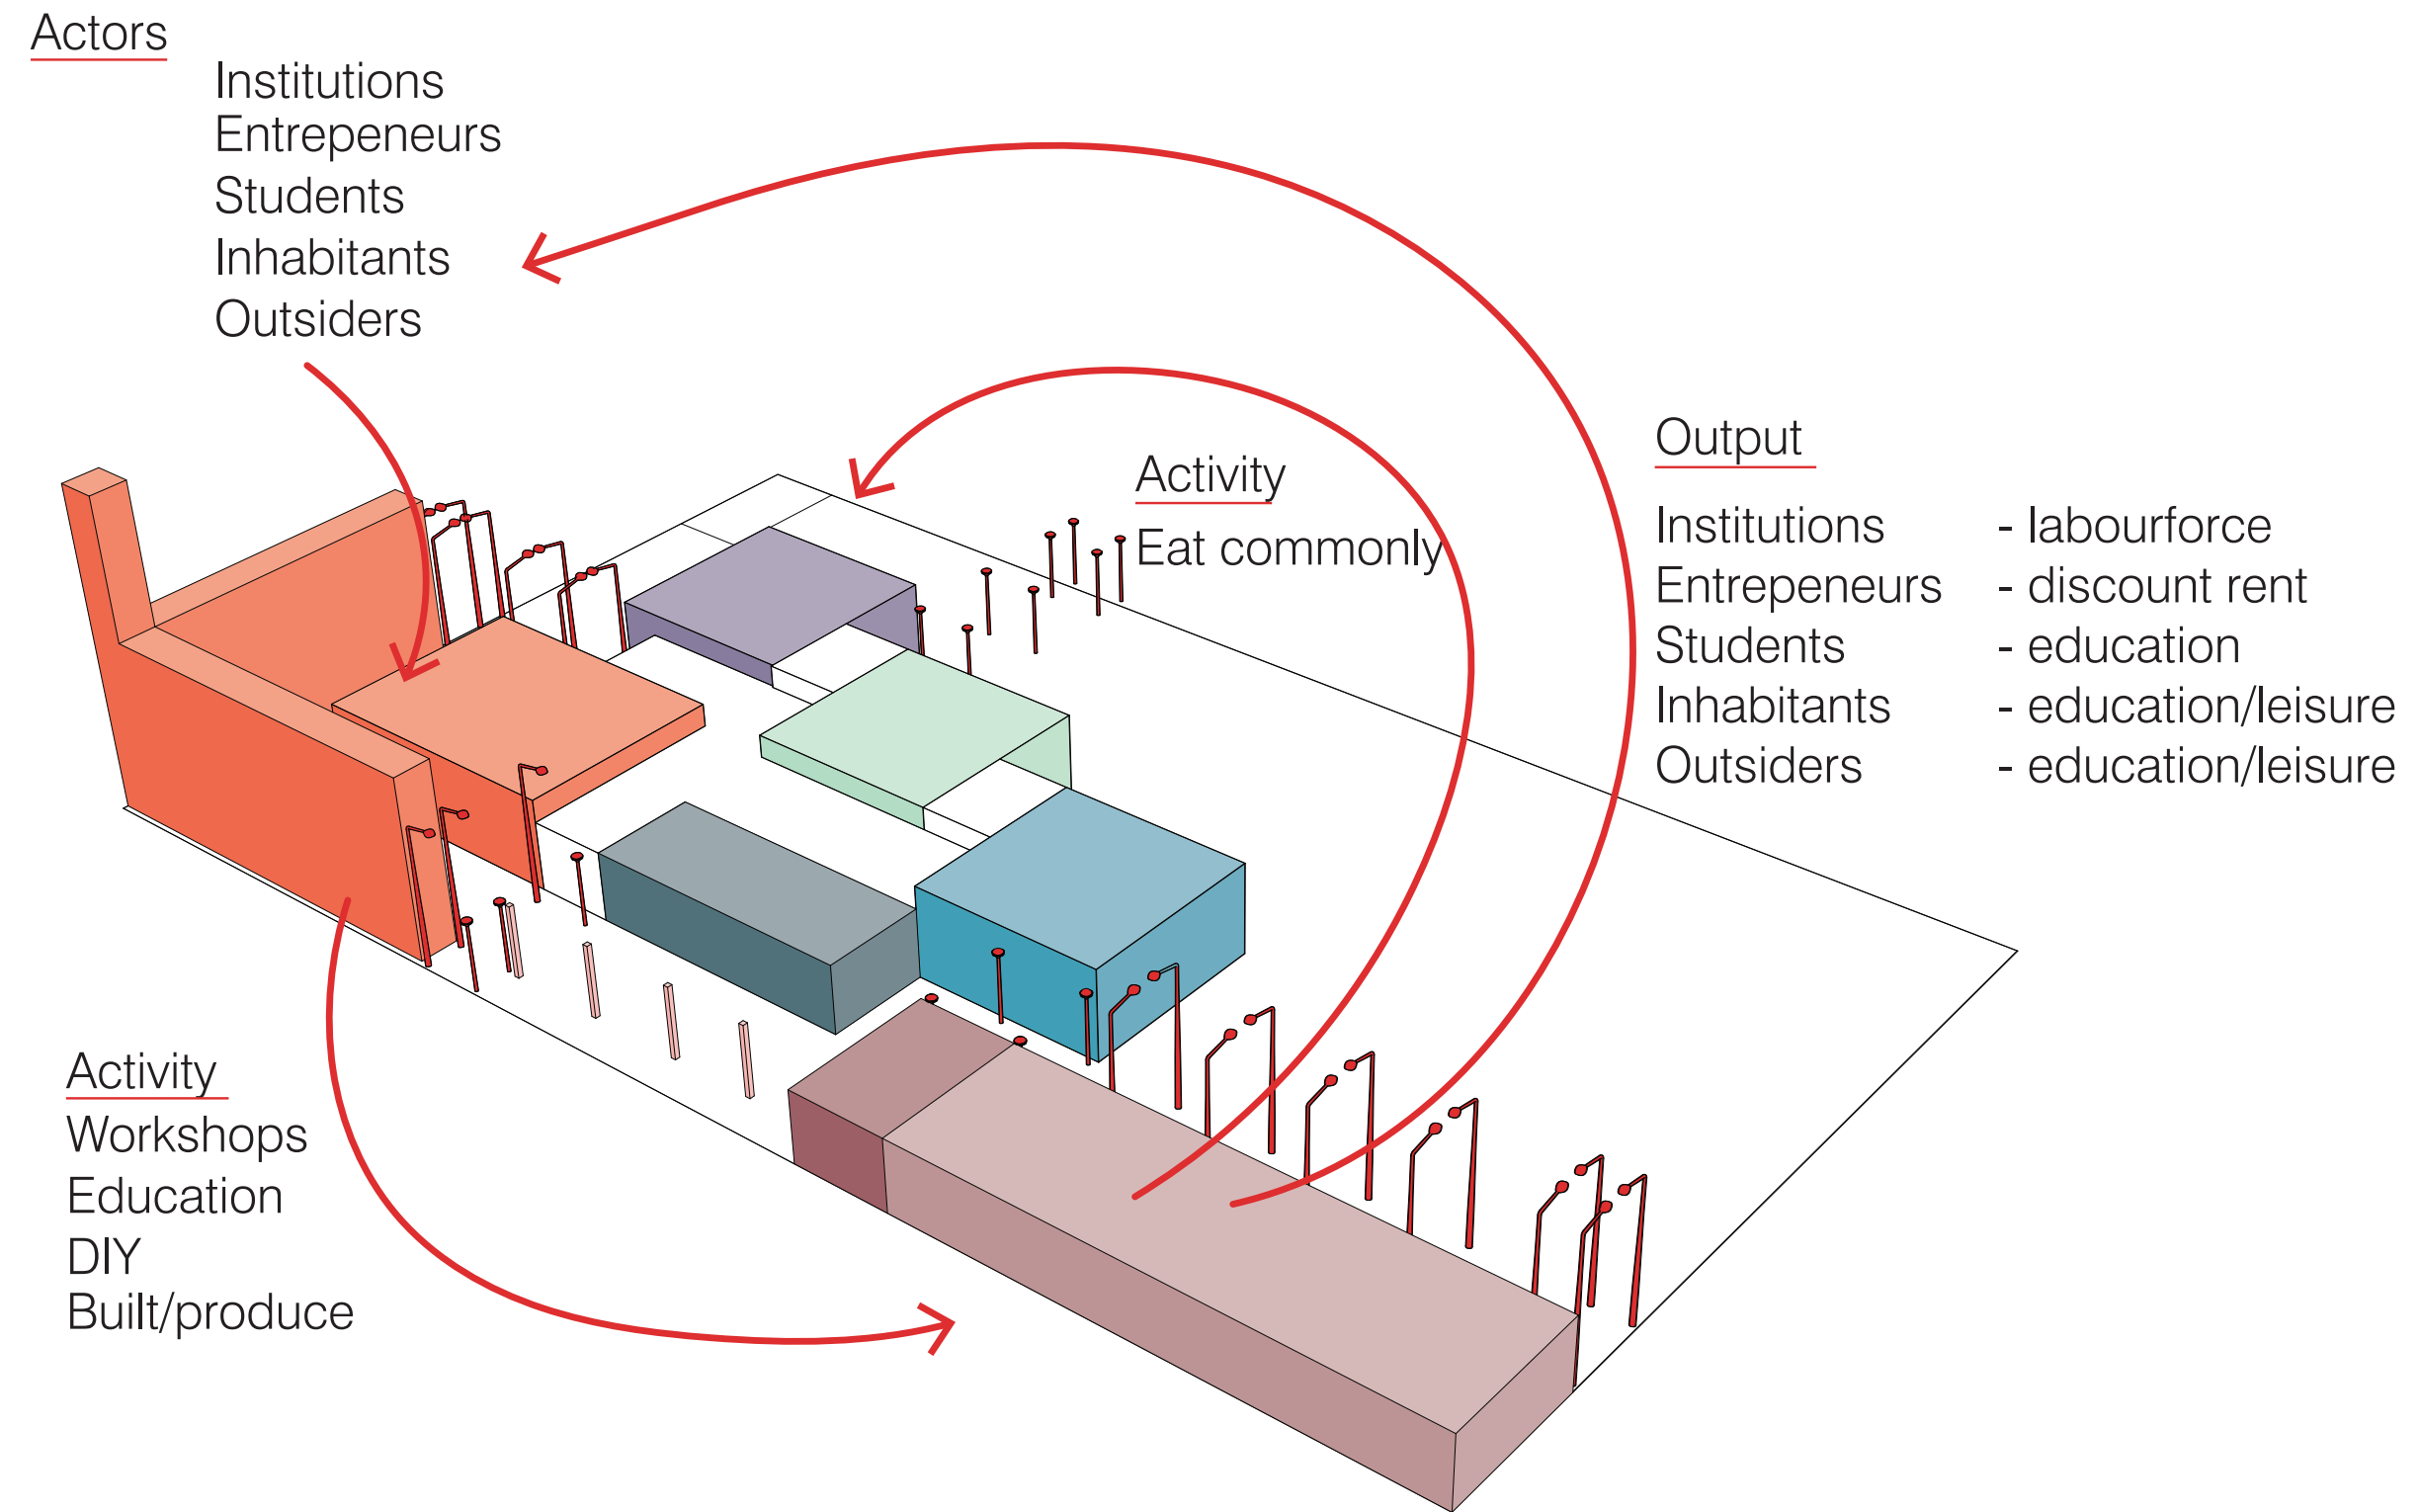 Actors
Institutions
Entrepeneurs
Students
Inhabitants
Outsiders
Activity
Eat commonly
Output
Institutions - labourforce
Entrepeneurs - discount rent
Students - education
Inhabitants - education/leisure
Outsiders - education/leisure
Activity
Workshops
Education
DIY
Built/produce